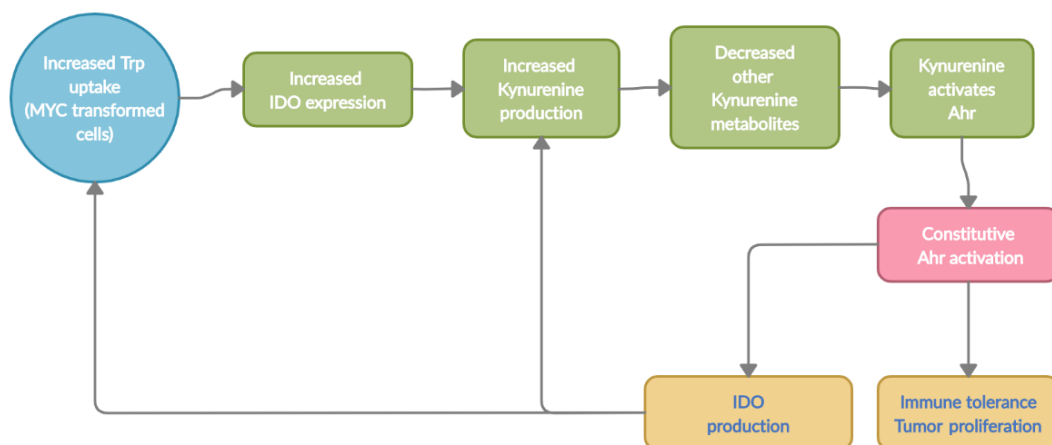 Increased Trp
uptake
(MYC transformed
cells)
Increased
IDO expression
Increased
Kynurenine
production
Decreased
other
Kynurenine
metabolites
Kynurenine
activates
Ahr
Constitutive
Ahr activation
IDO
production
Immune tolerance
Tumor proliferation